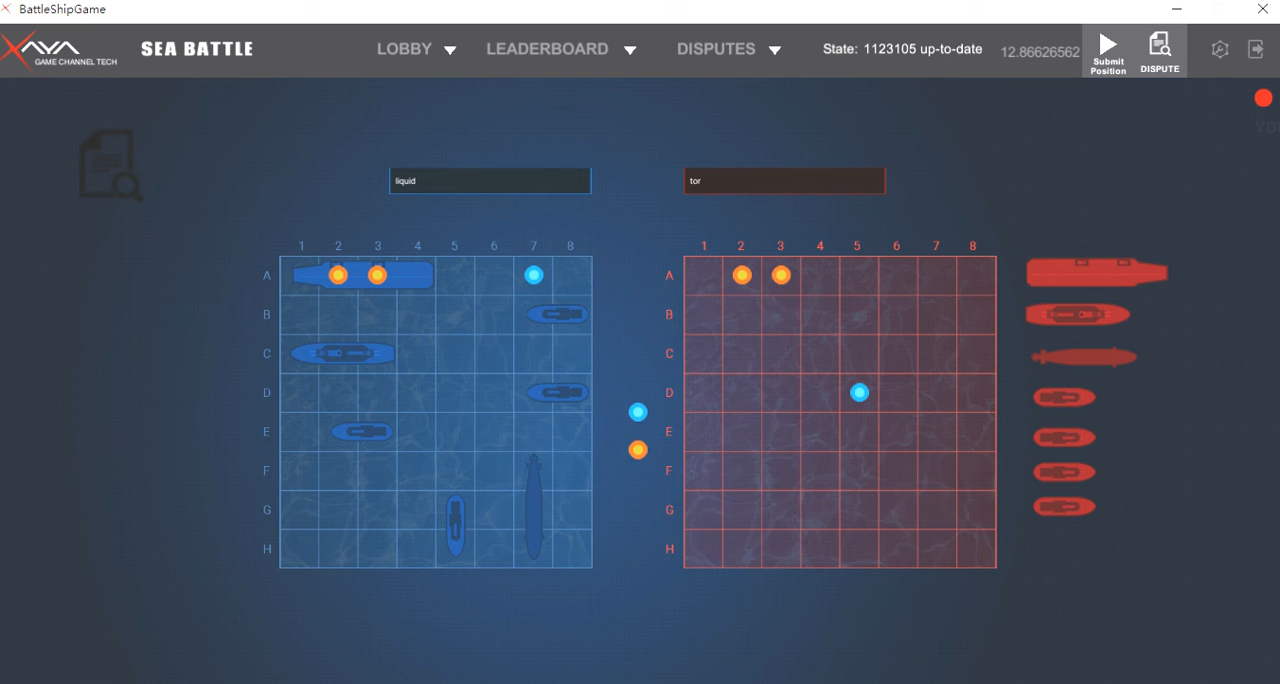 BattleShipGame
XAYA
GAME CHANNEL TECH
SEA BATTLE
LOBBY
LEADERBOARD
DISPUTES
State: 1123105 up-to-date
12.86626562
Submit
Position
DISPUTE
liquid
tor
1 2 3 4 5 6 7 8
A
B
C
D
E
F
G
H
1 2 3 4 5 6 7 8
A
B
C
D
E
F
G
H